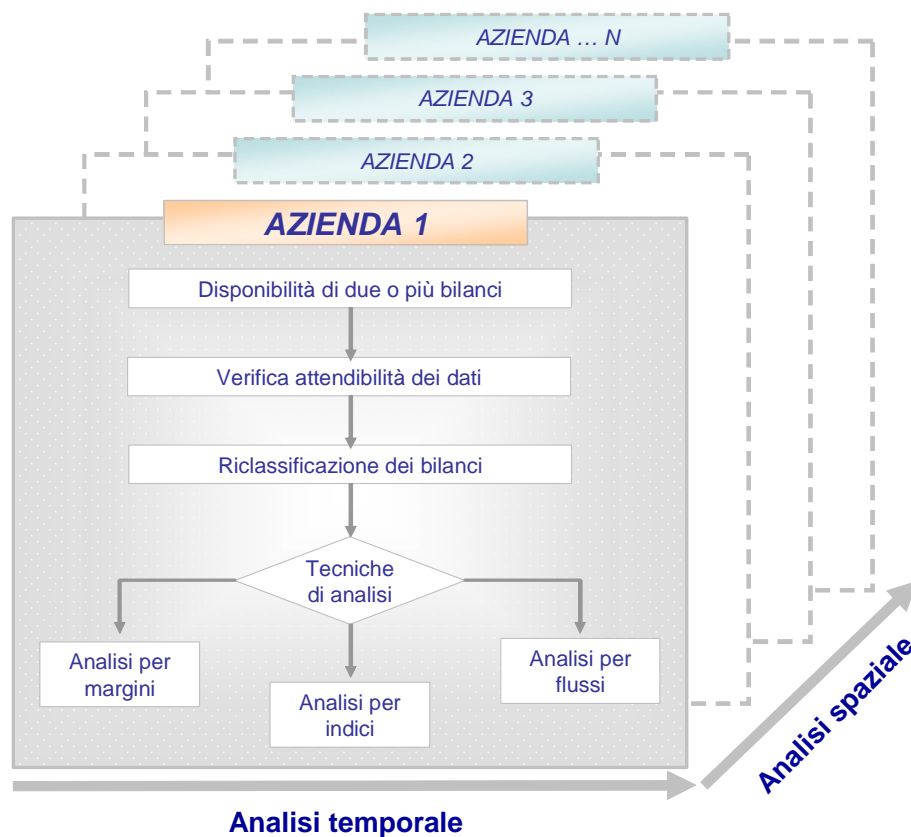 AZIENDA … N
AZIENDA 3
AZIENDA 2
AZIENDA 1
Disponibilità di due o più bilanci
Verifica attendibilità dei dati
Riclassificazione dei bilanci
Tecniche
di analisi
Analisi per
margini
Analisi per
indici
Analisi per
flussi
Analisi spaziale
Analisi temporale